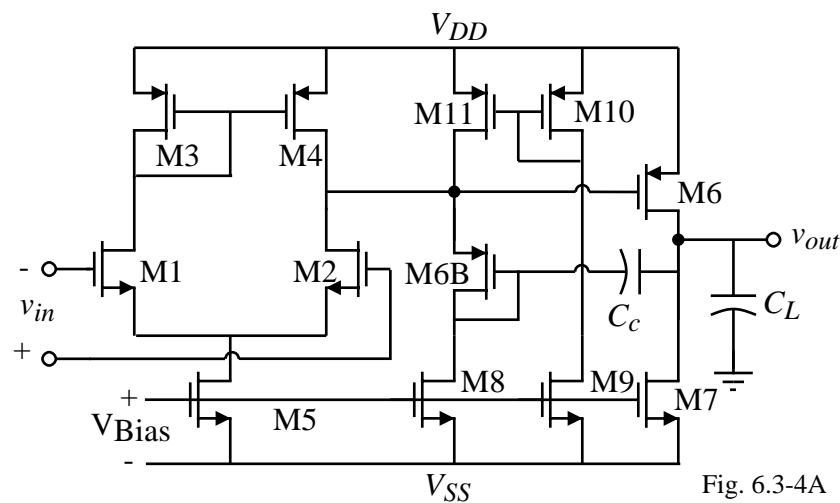 V_DD
M11
M10
M3
M4
M6
v_out
-
M1
M2
M6B
v_in
C_c
C_L
+
M8
M9
+
M5
M7
V_Bias
-
V_SS
Fig. 6.3-4A